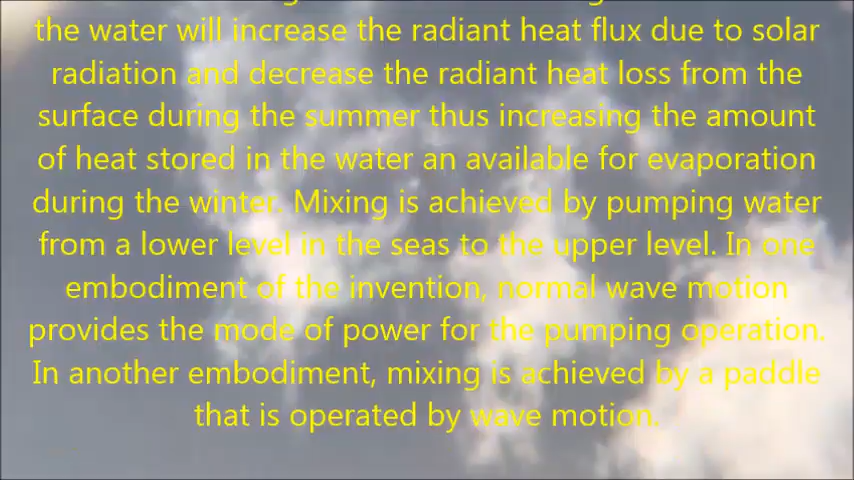 the water will increase the radiant heat flux due to solar
radiation and decrease the radiant heat loss from the
surface during the summer thus increasing the amount
of heat stored in the water an available for evaporation
during the winter. Mixing is achieved by pumping water
from a lower level in the seas to the upper level. In one
embodiment of the invention, normal wave motion
provides the mode of power for the pumping operation.
In another embodiment, mixing is achieved by a paddle
that is operated by wave motion.